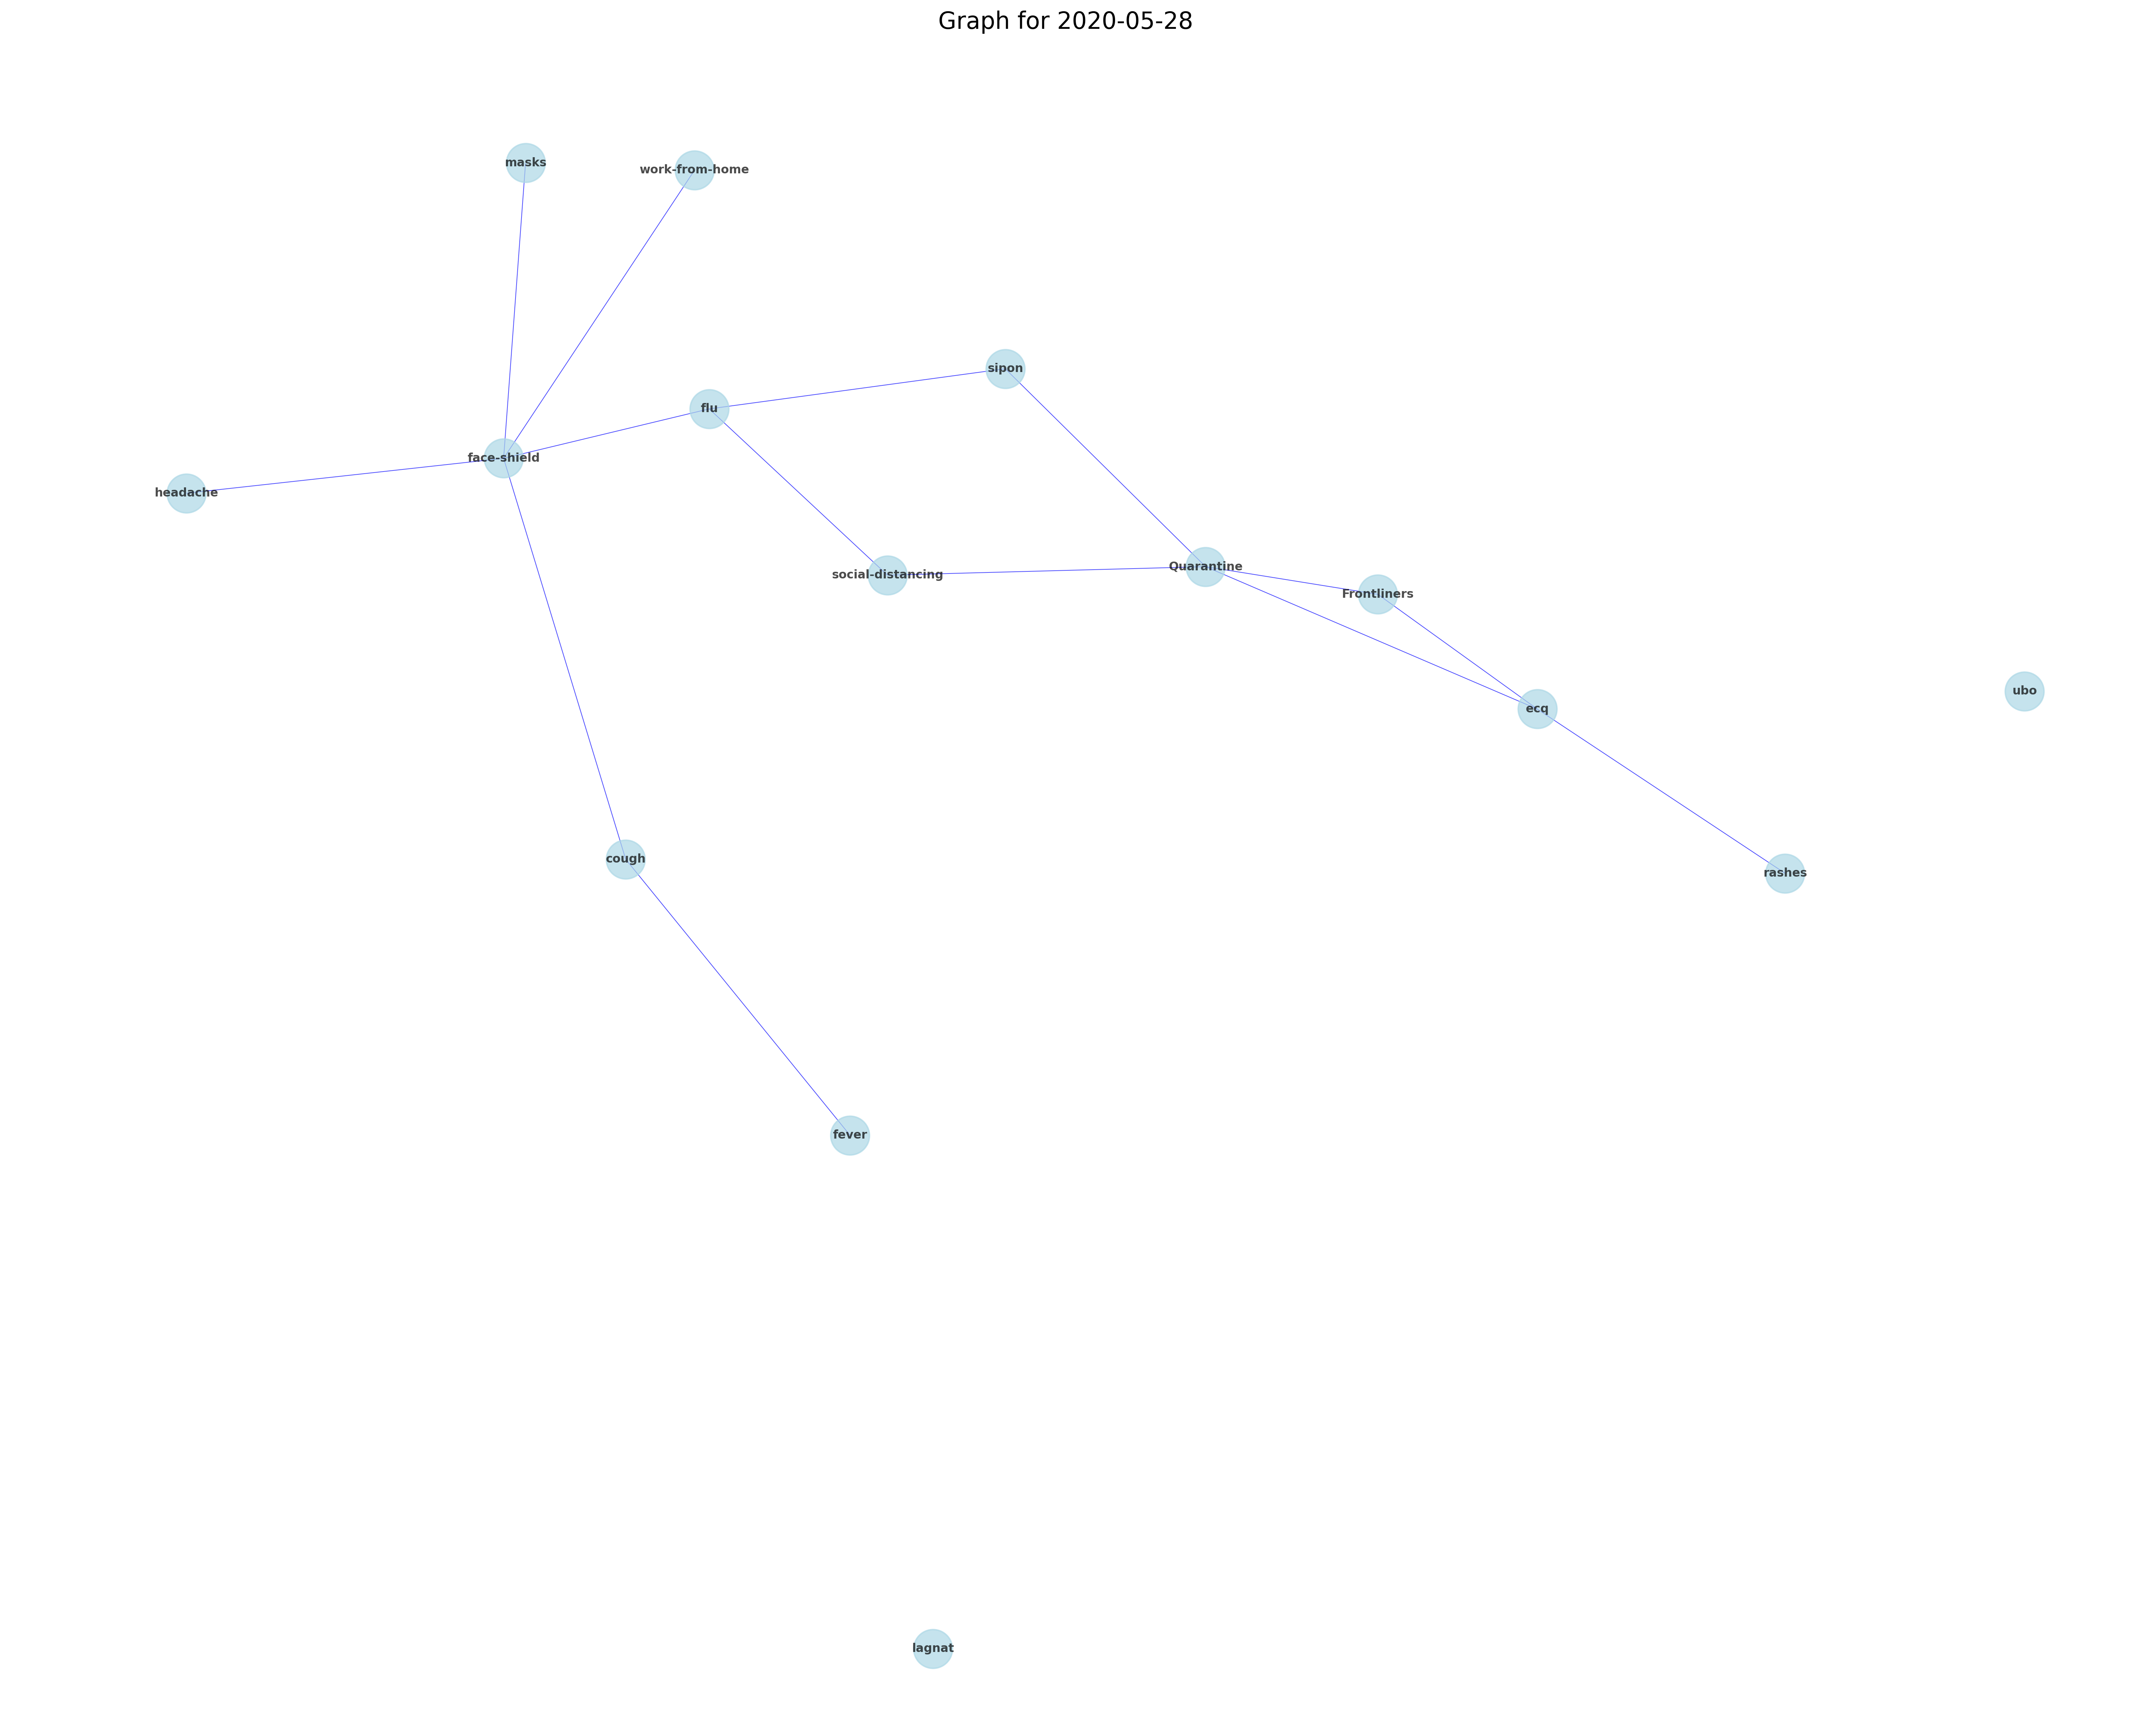 Graph for 2020-05-28
masks
work-from-home
sipon
flu
face-shield
headache
Quarantine
social-distancing
Frontliners
ubo
ecq
cough
rashes
fever
lagnat